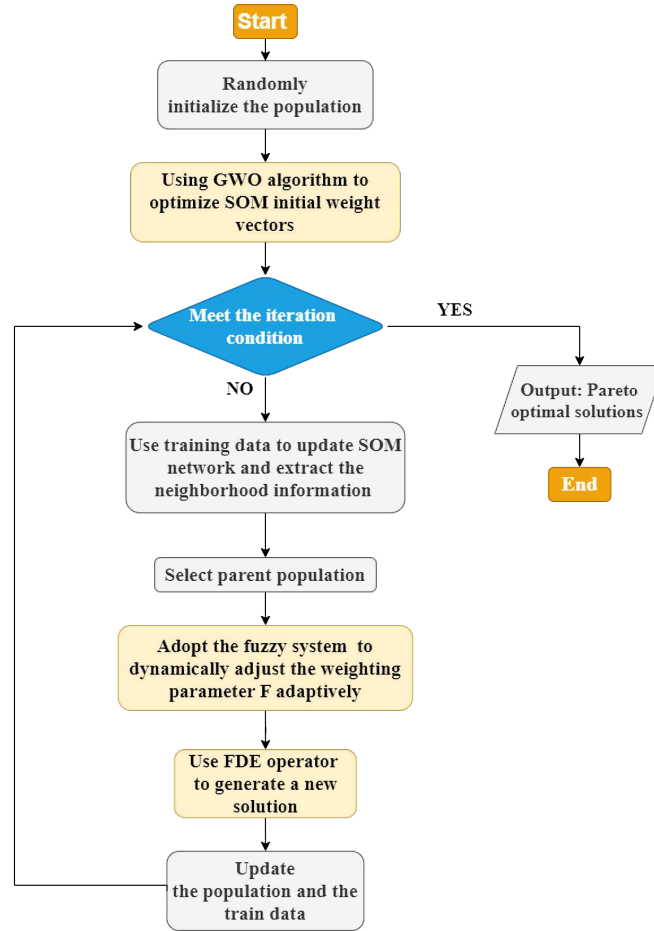 Start
Randomly
initialize the population
Using GWO algorithm to
optimize SOM initial weight
vectors
Meet the iteration
condition
YES
NO
Output: Pareto
optimal solutions
End
Use training data to update SOM
network and extract the
neighborhood information
Select parent population
Adopt the fuzzy system to
dynamically adjust the weighting
parameter F adaptively
Use FDE operator
to generate a new
solution
Update
the population and the
train data